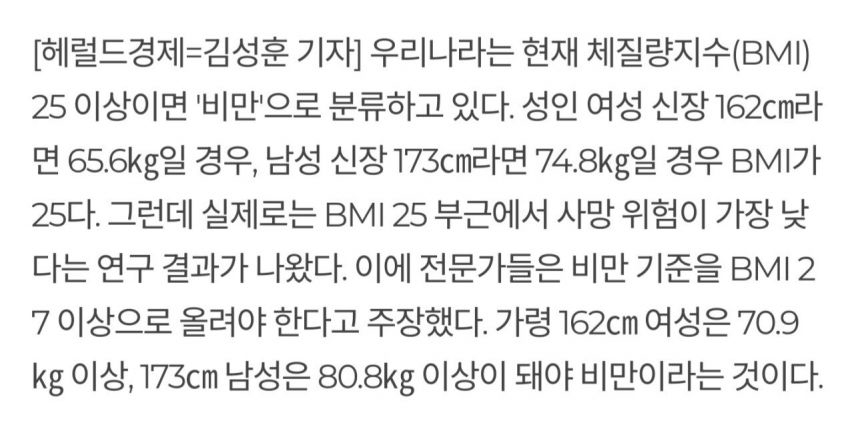 [헤럴드경제=김성훈 기자] 우리나라는 현재 체질량지수(BMI)
25 이상이면 '비만'으로 분류하고 있다. 성인 여성 신장 162㎝라
면 65.6㎏일 경우, 남성 신장 173㎝라면 74.8㎏일 경우 BMI가
25다. 그런데 실제로는 BMI 25 부근에서 사망 위험이 가장 낮
다는 연구 결과가 나왔다. 이에 전문가들은 비만 기준을 BMI 2
7 이상으로 올려야 한다고 주장했다. 가령 162㎝ 여성은 70.9
㎏ 이상, 173㎝ 남성은 80.8㎏ 이상이 돼야 비만이라는 것이다.